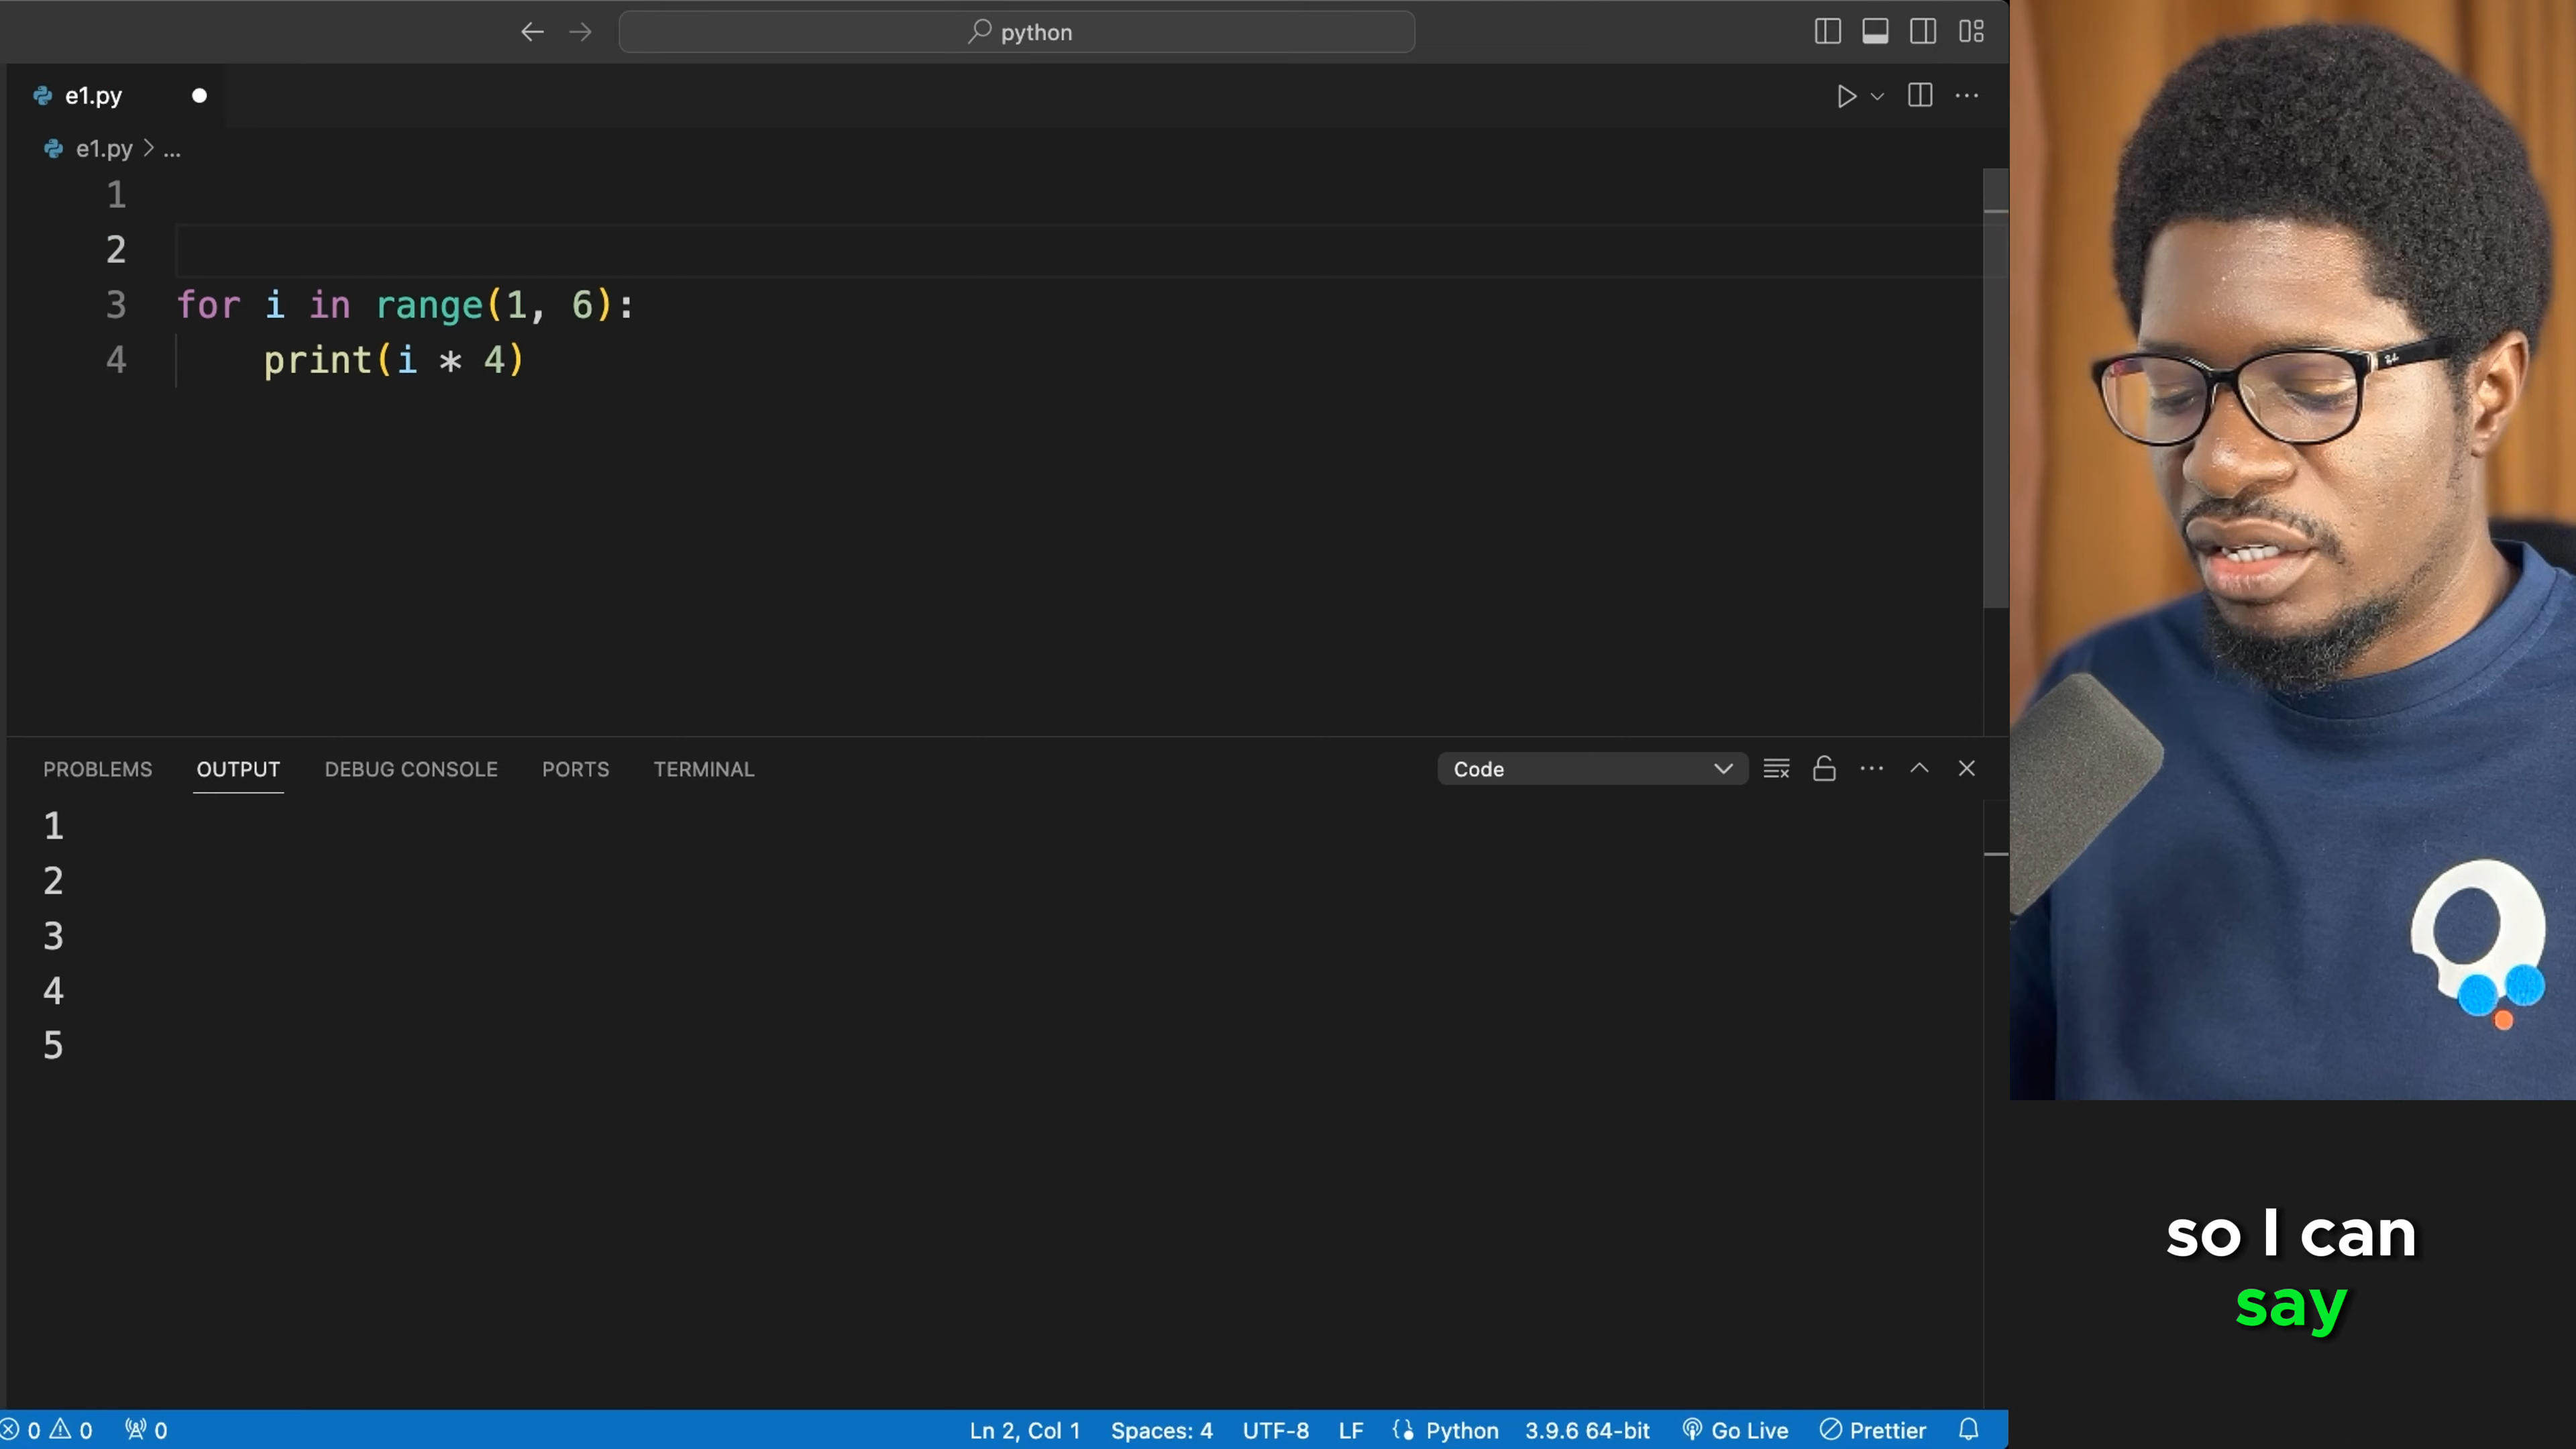 python
e1.py
e1.py > ...
1
2
3 for i in range(1, 6):
4     print(i * 4)
PROBLEMS OUTPUT DEBUG CONSOLE PORTS TERMINAL Code
1
2
3
4
5
so I can
say
0 0 0 Ln 2, Col 1 Spaces: 4 UTF-8 LF Python 3.9.6 64-bit Go Live Prettier